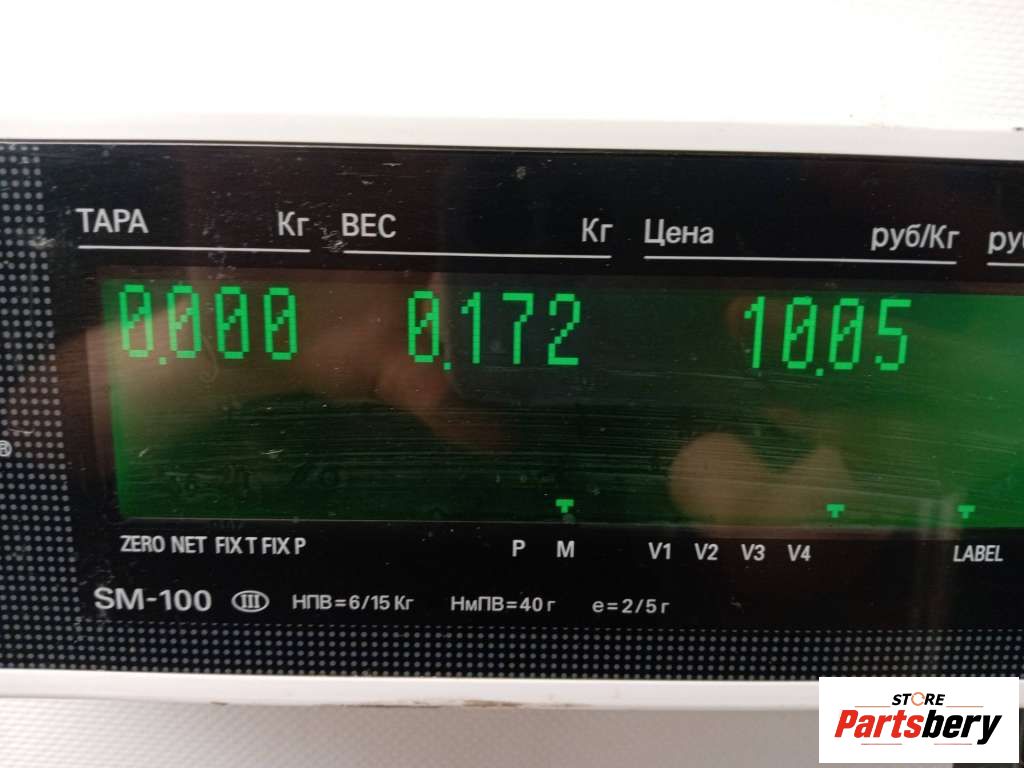 ТАРА Кг ВЕС Кг Цена руб/Кг
0.000 0.172 10.05
®
ZERO NET FIX T FIX P P M V1 V2 V3 V4 LABEL
SM-100 III НПВ=6/15 Кг НмПВ=40 г e=2/5 г
STORE
Partsbery